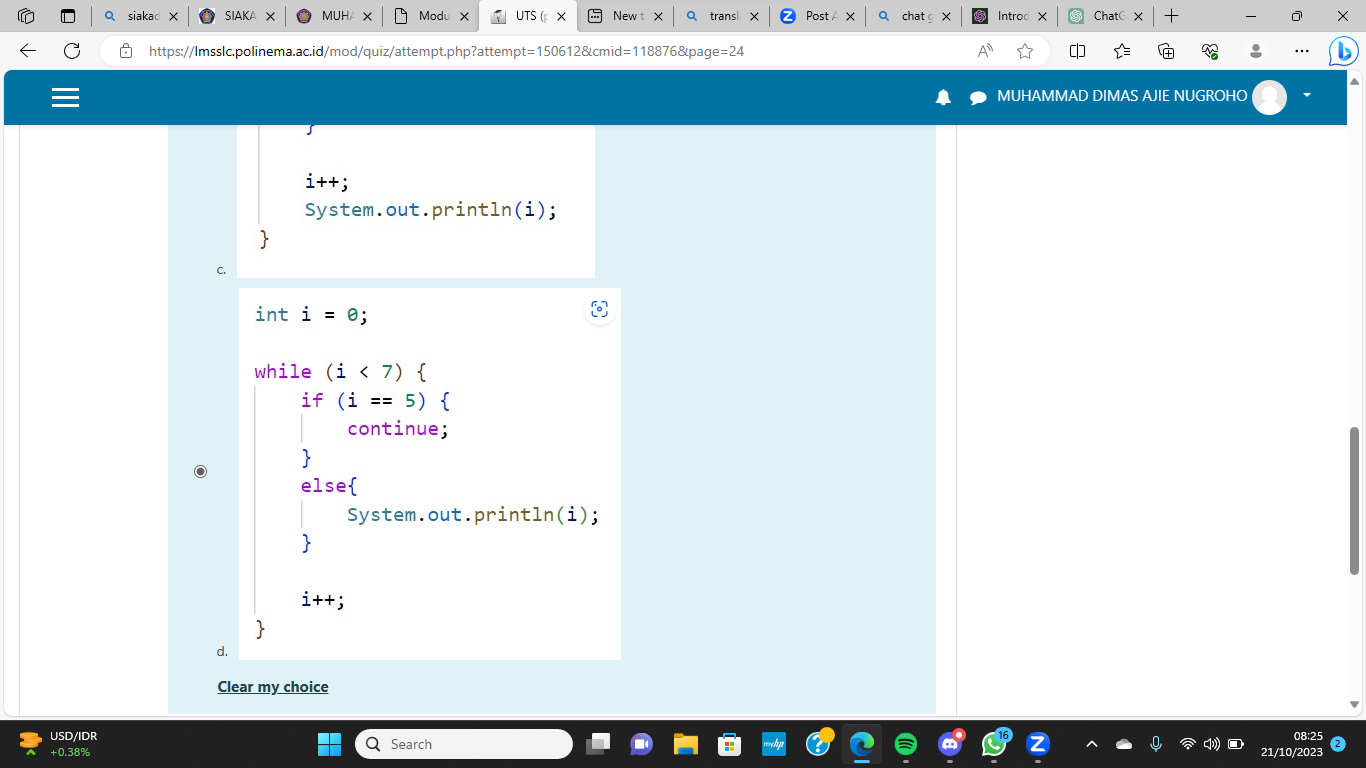 siakad
SIAKA
MUHA
Modu
UTS (p
New t
transl
Post A
chat g
Introd
ChatG
https://lmsslc.polinema.ac.id/mod/quiz/attempt.php?attempt=150612&cmid=118876&page=24
MUHAMMAD DIMAS AJIE NUGROHO
}
i++;
System.out.println(i);
}
c.
int i = 0;
while (i < 7) {
if (i == 5) {
continue;
}
else{
System.out.println(i);
}
i++;
}
d.
Clear my choice
USD/IDR
+0.38%
Search
myhp
16
08:25
21/10/2023
2